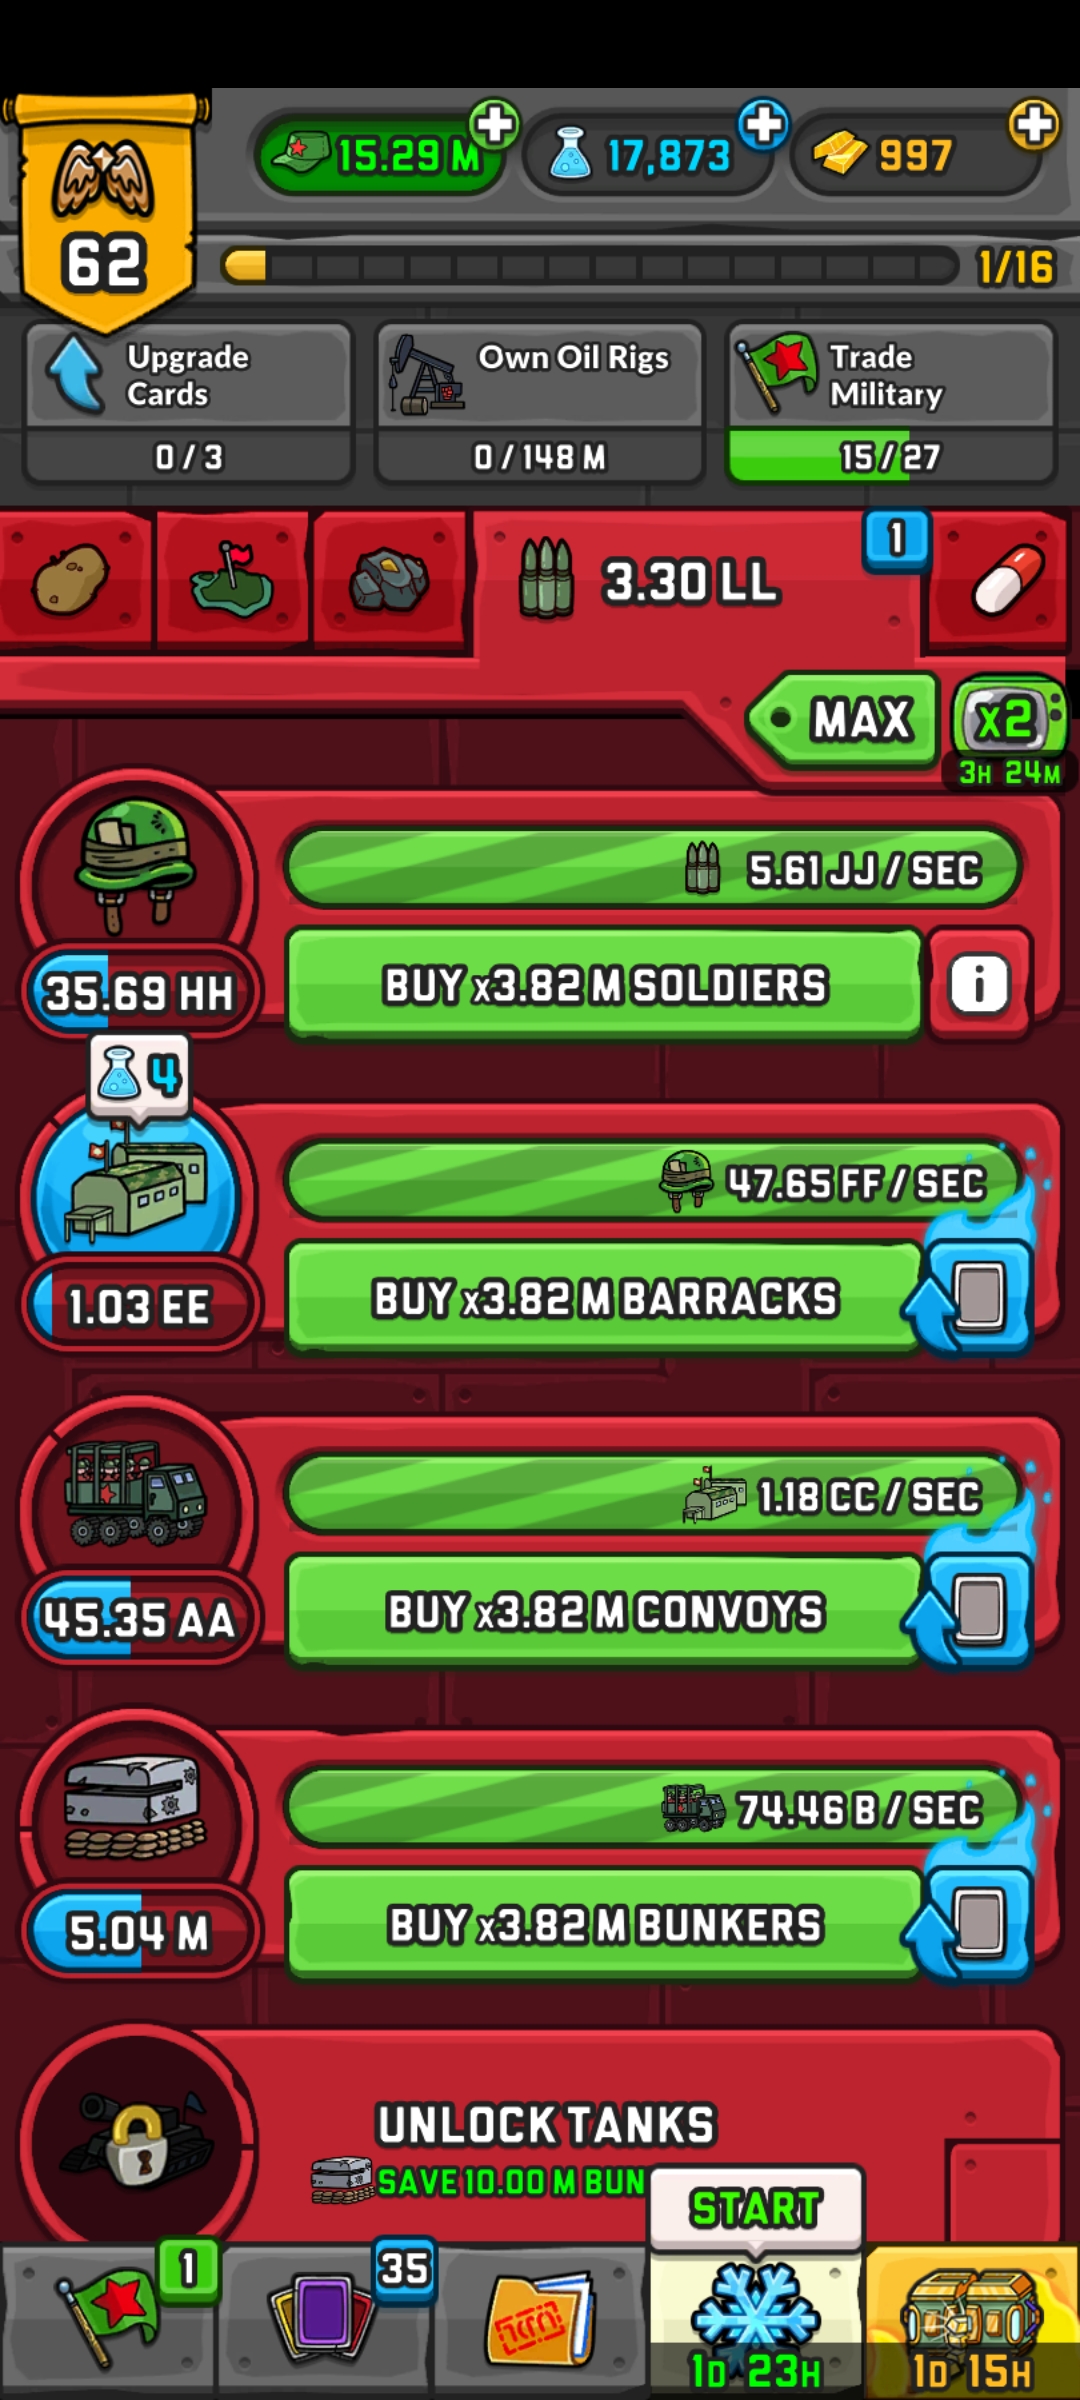 15.29 M
17,873
997
62
1/16
Upgrade
Cards
0 / 3
Own Oil Rigs
0 / 148 M
Trade
Military
15 / 27
3.30 LL
1
MAX
x2
3H 24M
5.61 JJ / SEC
35.69 HH
BUY x3.82 M SOLDIERS
i
4
47.65 FF / SEC
1.03 EE
BUY x3.82 M BARRACKS
1.18 CC / SEC
45.35 AA
BUY x3.82 M CONVOYS
74.46 B / SEC
5.04 M
BUY x3.82 M BUNKERS
UNLOCK TANKS
SAVE 10.00 M BUN
START
1
35
1D 23H
1D 15H